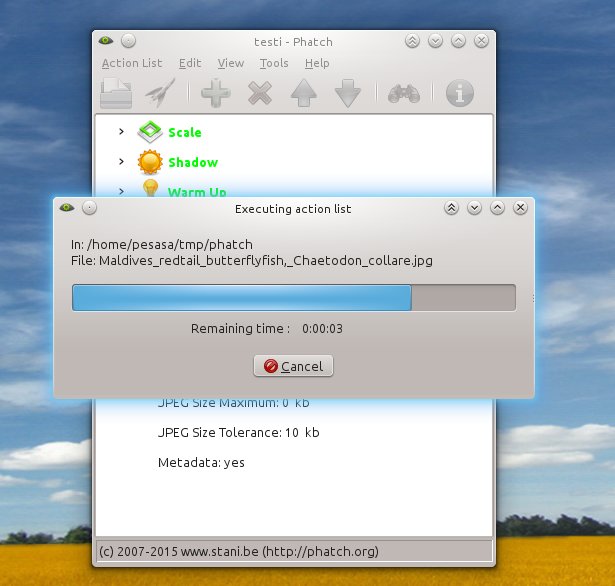 testi - Phatch
Action List Edit View Tools Help
Scale
Shadow
Warm Up
Executing action list
In: /home/pesasa/tmp/phatch
File: Maldives_redtail_butterflyfish,_Chaetodon_collare.jpg
Remaining time : 0:00:03
Cancel
JPEG Size Maximum: 0 kb
JPEG Size Tolerance: 10 kb
Metadata: yes
(c) 2007-2015 www.stani.be (http://phatch.org)